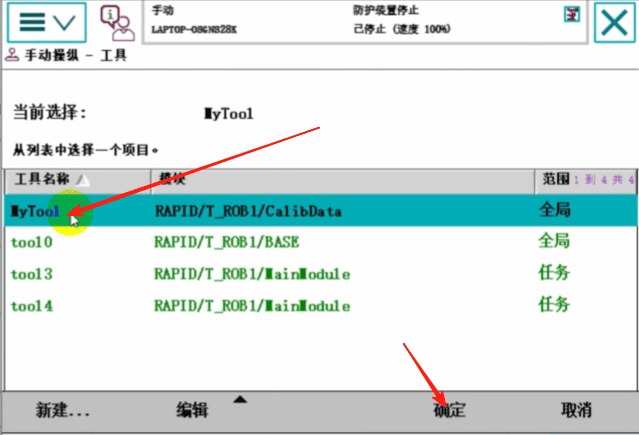 手动
防护装置停止
LAPTOP-OSGNS28K
已停止 (速度 100%)
手动操纵 - 工具
当前选择:
MyTool
从列表中选择一个项目。
工具名称
模块
范围 1 到 4 共 4
MyTool RAPID/T_ROB1/CalibData 全局
tool0 RAPID/T_ROB1/BASE 全局
tool3 RAPID/T_ROB1/MainModule 任务
tool4 RAPID/T_ROB1/MainModule 任务
新建... 编辑 确定 取消